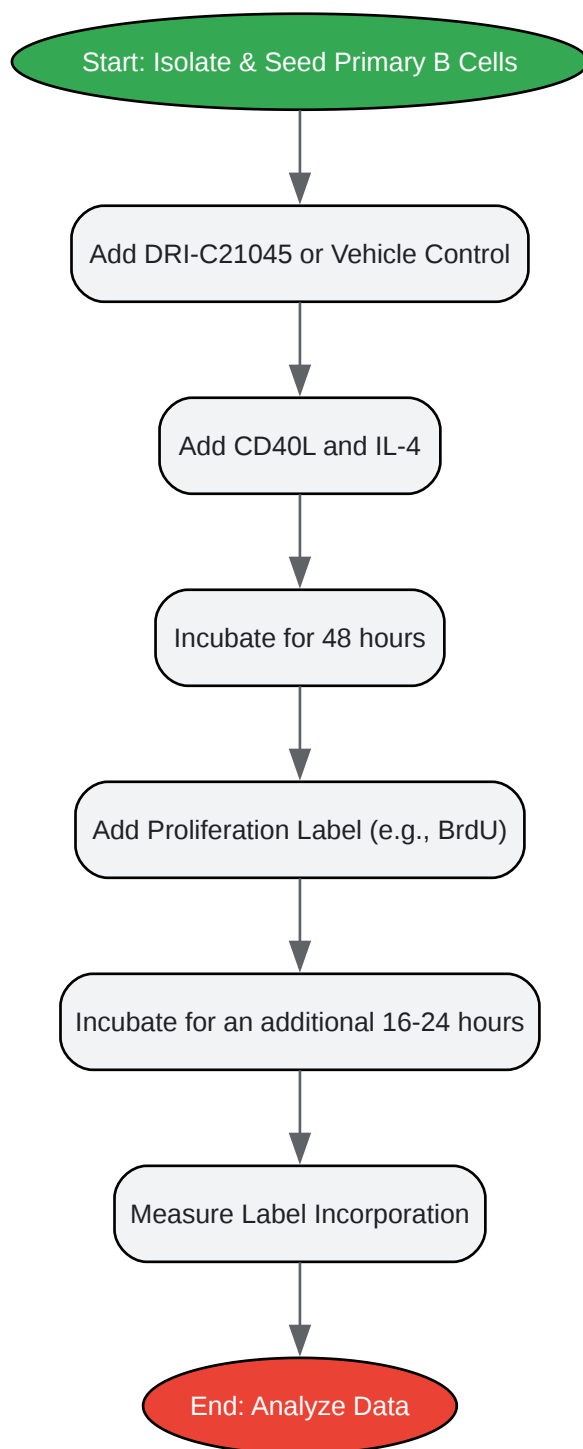 Start: Isolate & Seed Primary B Cells
Add DRI-C21045 or Vehicle Control
Add CD40L and IL-4
Incubate for 48 hours
Add Proliferation Label (e.g., BrdU)
Incubate for an additional 16-24 hours
Measure Label Incorporation
End: Analyze Data